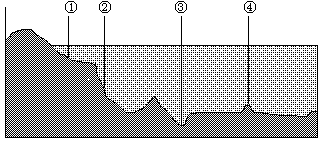 ① ② ③ ④